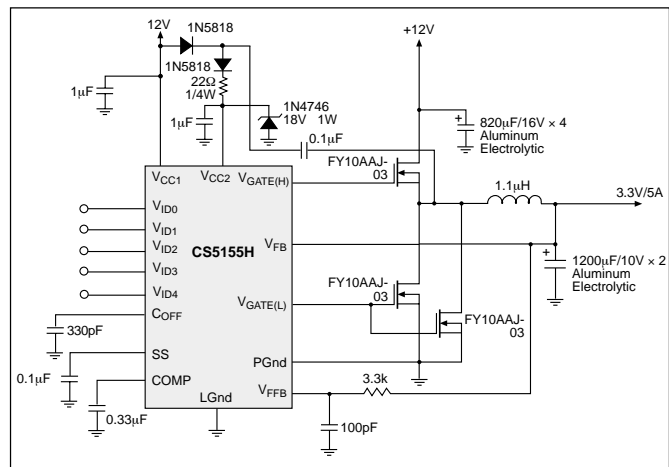 12V
1N5818
+12V
1N5818
22Ω
1/4W
1µF
1N4746
18V 1W
1µF
0.1µF
820µF/16V × 4
Aluminum
Electrolytic
FY10AAJ-
03
VCC1
VCC2
VGATE(H)
1.1µH
3.3V/5A
VID0
VID1
CS5155H
VFB
VID2
VID3
1200µF/10V × 2
Aluminum
Electrolytic
FY10AAJ-
03
VID4
VGATE(L)
COFF
FY10AAJ-
03
330pF
SS
PGnd
0.1µF
COMP
3.3k
VFFB
LGnd
0.33µF
100pF